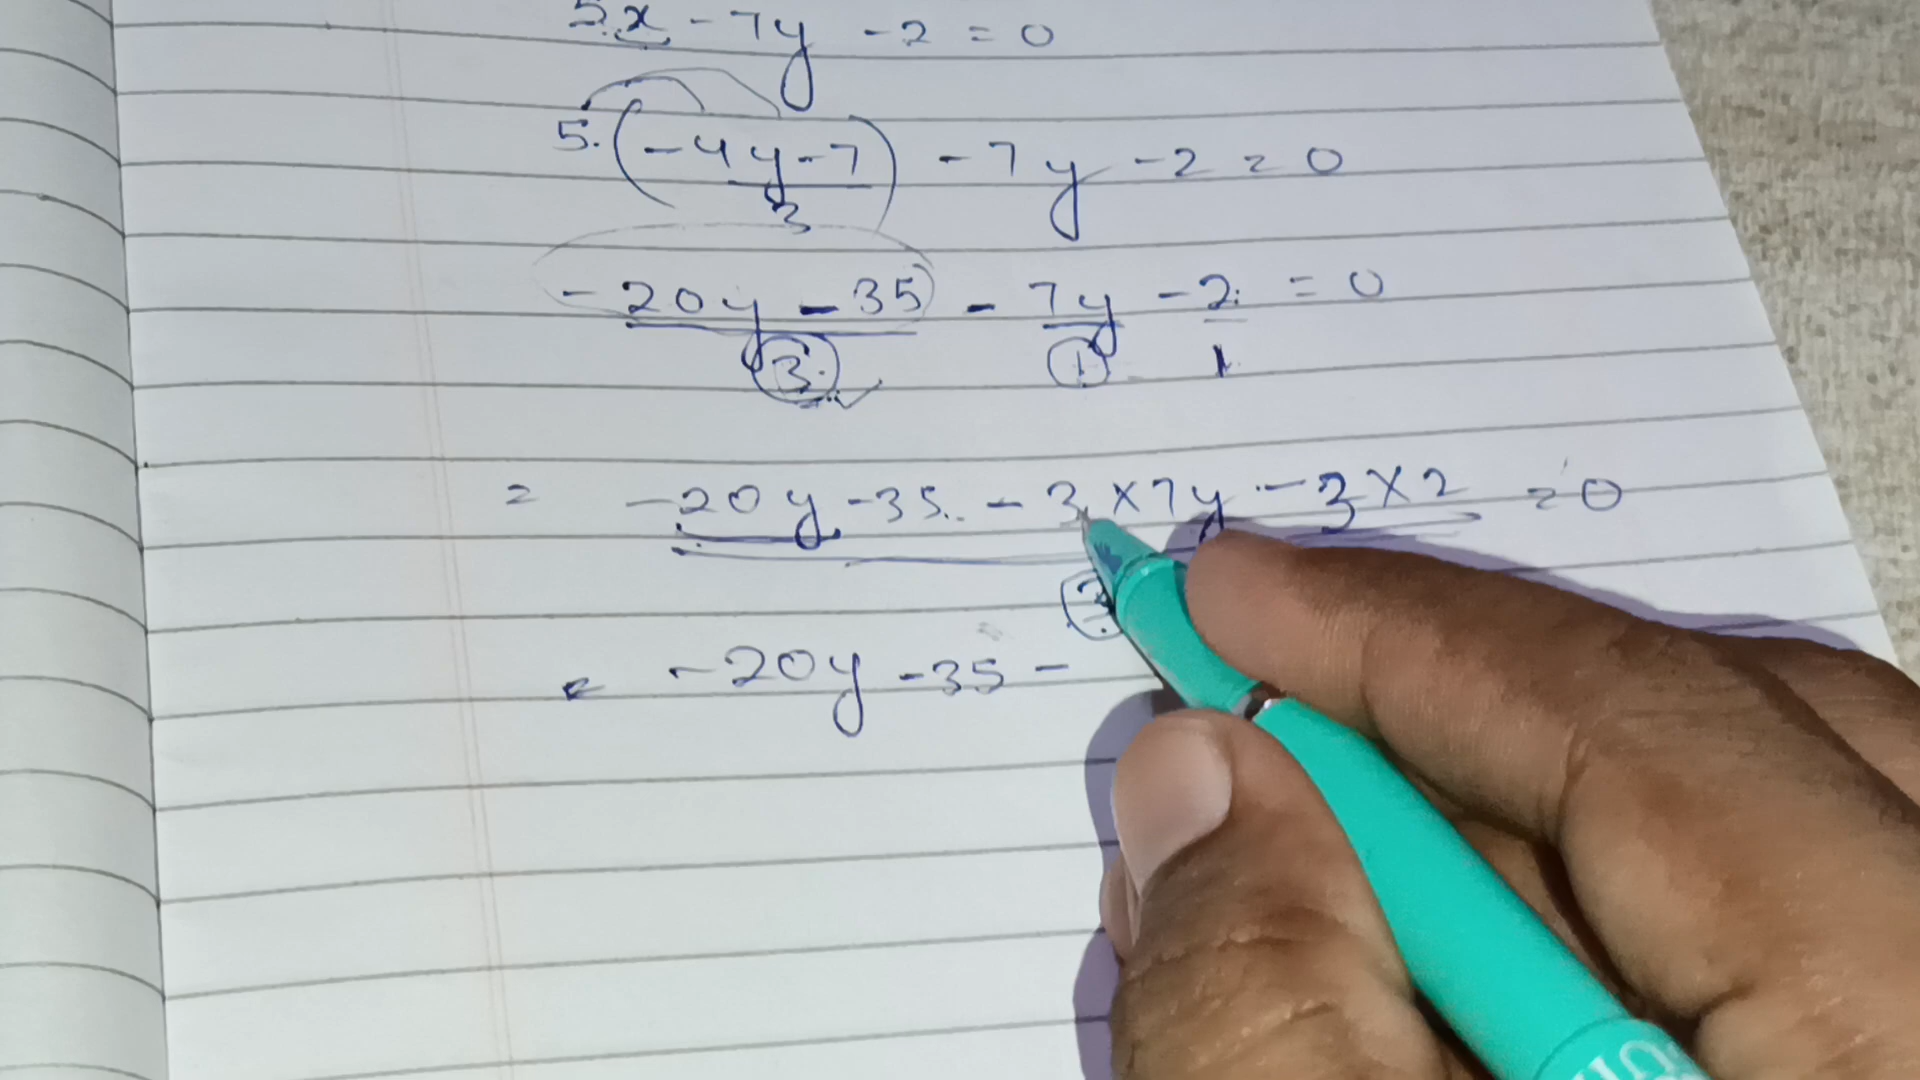 5.x - 7y - 2 = 0
5.(-4y-7) - 7y - 2 = 0
3
-20y - 35 - 7y - 2 = 0
3 1 1
= -20y - 35 - 3×7y - 3×2 = 0
3
= -20y - 35 -